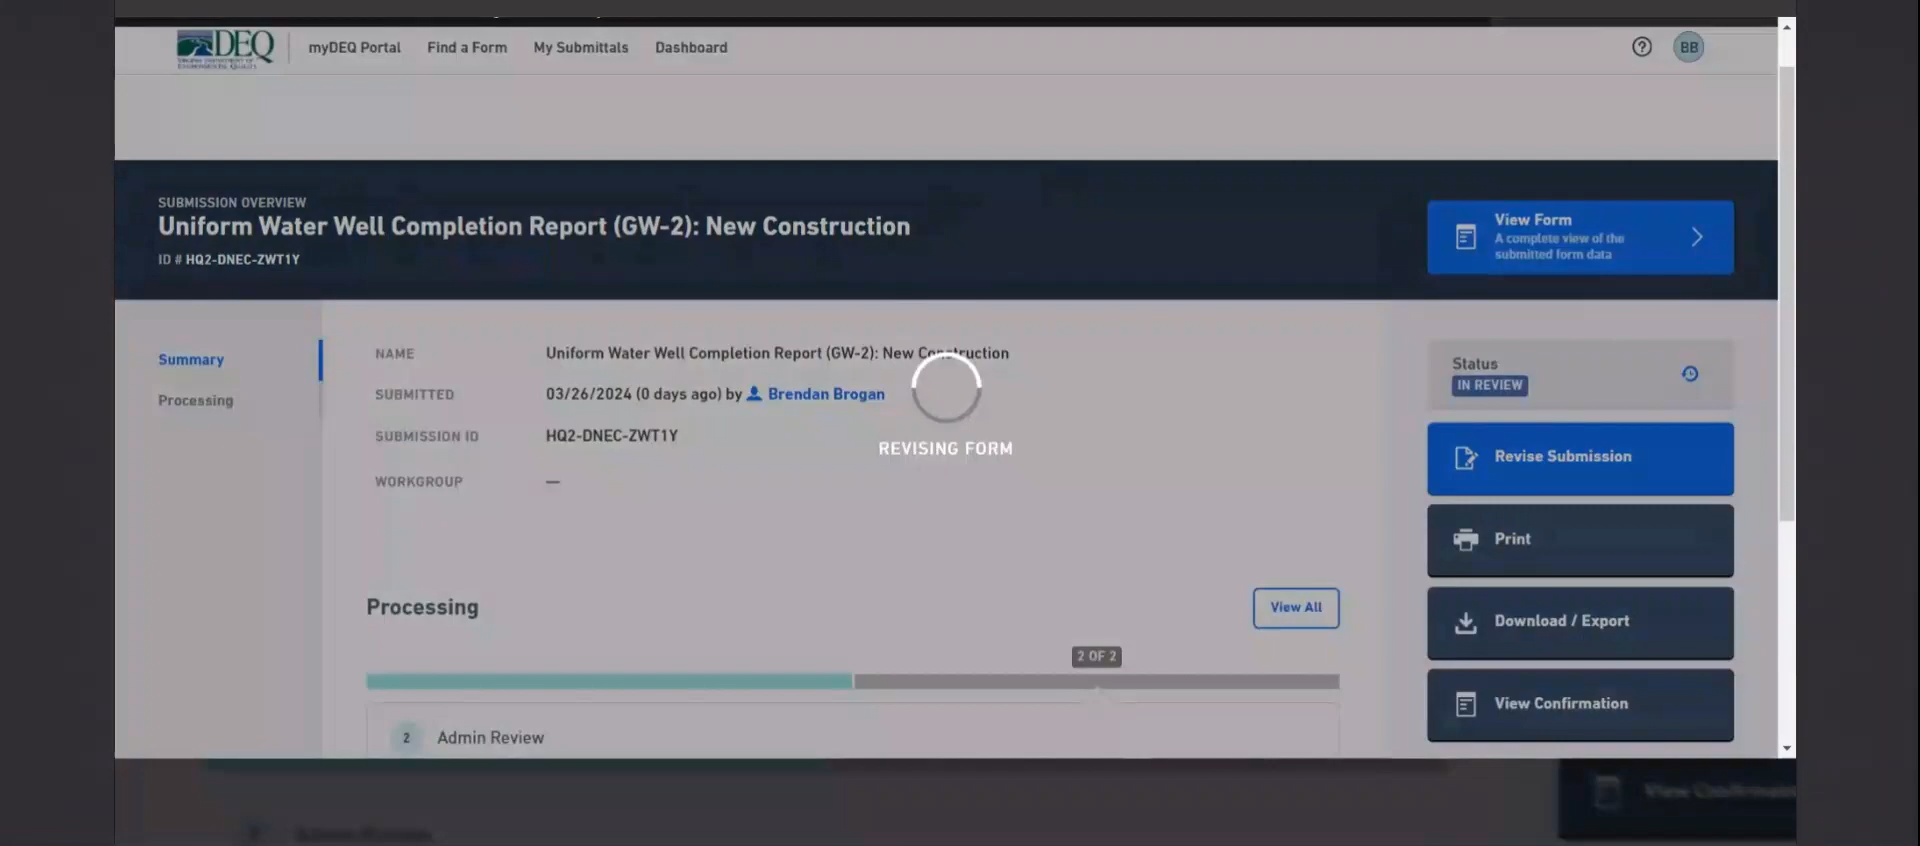 DEQ
myDEQ Portal
Find a Form
My Submittals
Dashboard
BB
SUBMISSION OVERVIEW
Uniform Water Well Completion Report (GW-2): New Construction
ID # HQ2-DNEC-ZWT1Y
View Form
A complete view of the
submitted form data
Summary
Processing
NAME
Uniform Water Well Completion Report (GW-2): New Construction
SUBMITTED
03/26/2024 (0 days ago) by Brendan Brogan
SUBMISSION ID
HQ2-DNEC-ZWT1Y
WORKGROUP
—
REVISING FORM
Status
IN REVIEW
Revise Submission
Print
Download / Export
View Confirmation
Processing
View All
2 OF 2
2 Admin Review